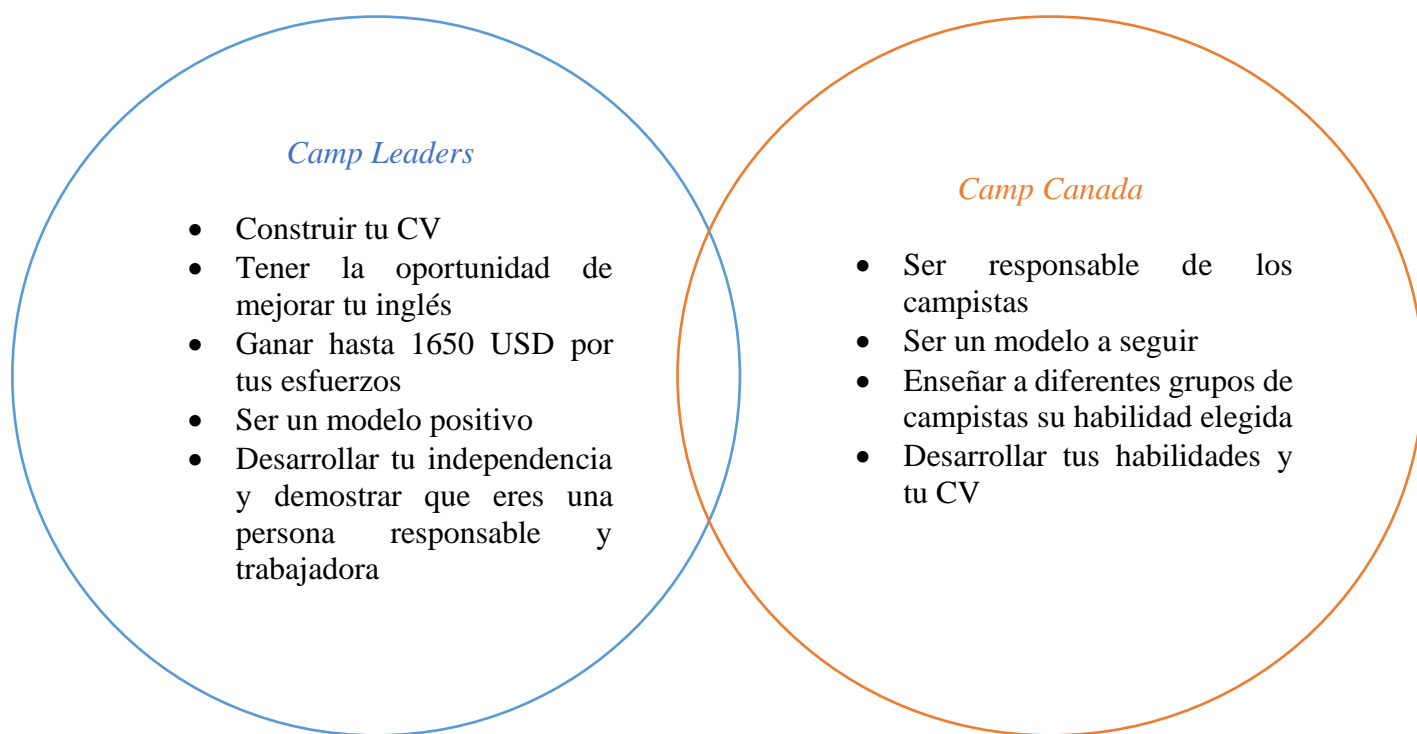 Camp Leaders
• Construir tu CV
• Tener la oportunidad de
mejorar tu inglés
• Ganar hasta 1650 USD por
tus esfuerzos
• Ser un modelo positivo
• Desarrollar tu independencia
y demostrar que eres una
persona responsable y
trabajadora
Camp Canada
• Ser responsable de los
campistas
• Ser un modelo a seguir
• Enseñar a diferentes grupos de
campistas su habilidad elegida
• Desarrollar tus habilidades y
tu CV